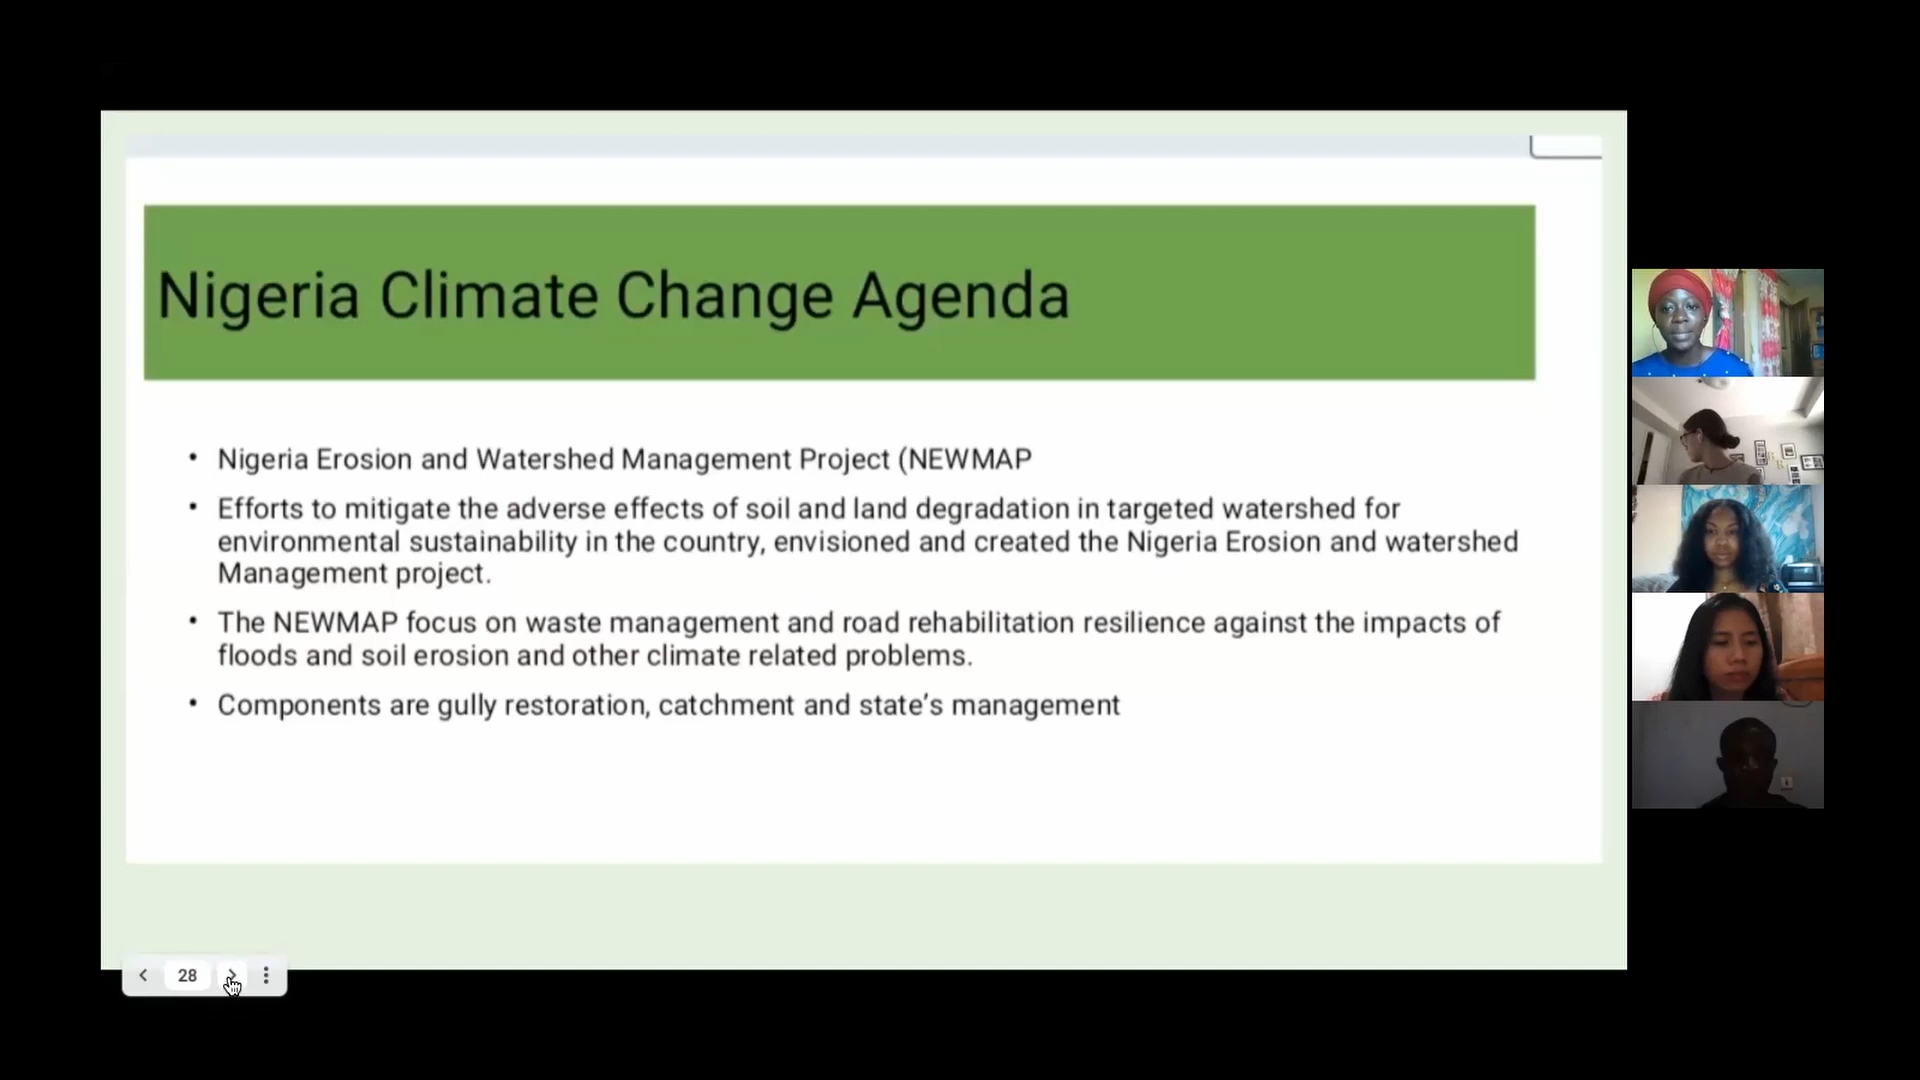 Nigeria Climate Change Agenda
• Nigeria Erosion and Watershed Management Project (NEWMAP
• Efforts to mitigate the adverse effects of soil and land degradation in targeted watershed for
environmental sustainability in the country, envisioned and created the Nigeria Erosion and watershed
Management project.
• The NEWMAP focus on waste management and road rehabilitation resilience against the impacts of
floods and soil erosion and other climate related problems.
• Components are gully restoration, catchment and state’s management
28